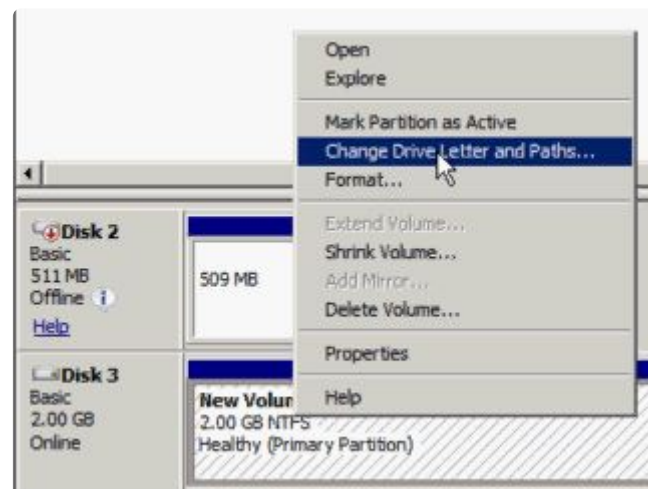 Open
Explore
Mark Partition as Active
Change Drive Letter and Paths...
Format...
Extend Volume...
Shrink Volume...
Add Mirror...
Delete Volume...
Properties
Help
Disk 2
Basic
511 MB
Offline
Help
509 MB
Disk 3
Basic
2.00 GB
Online
New Volum
2.00 GB NTFS
Healthy (Primary Partition)